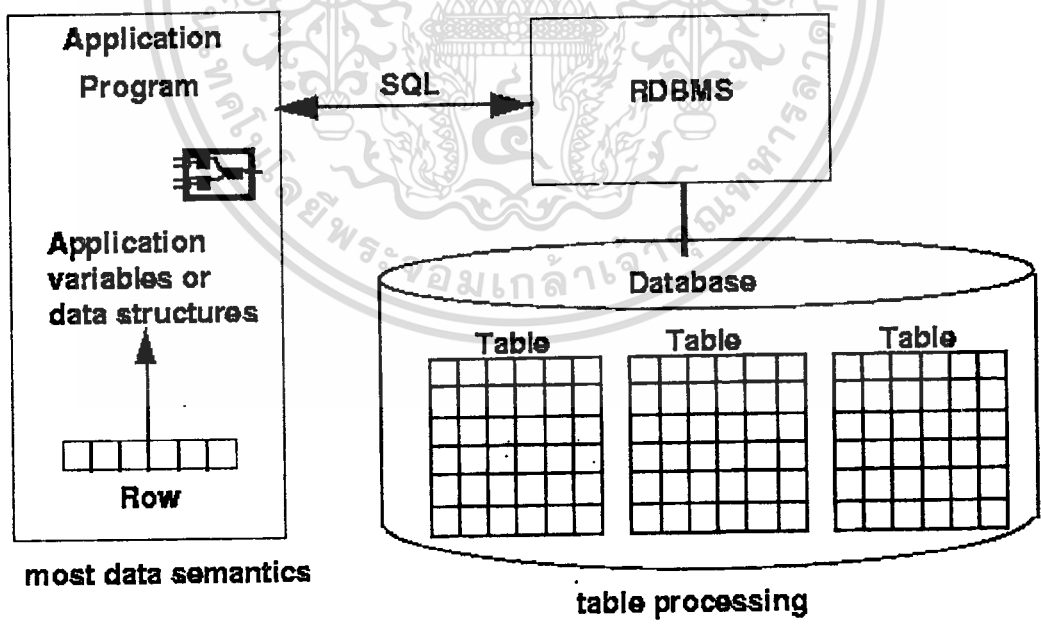 Application
Program
SQL
RDBMS
Application
variables or
data structures
Row
most data semantics
Database
Table
Table
Table
table processing